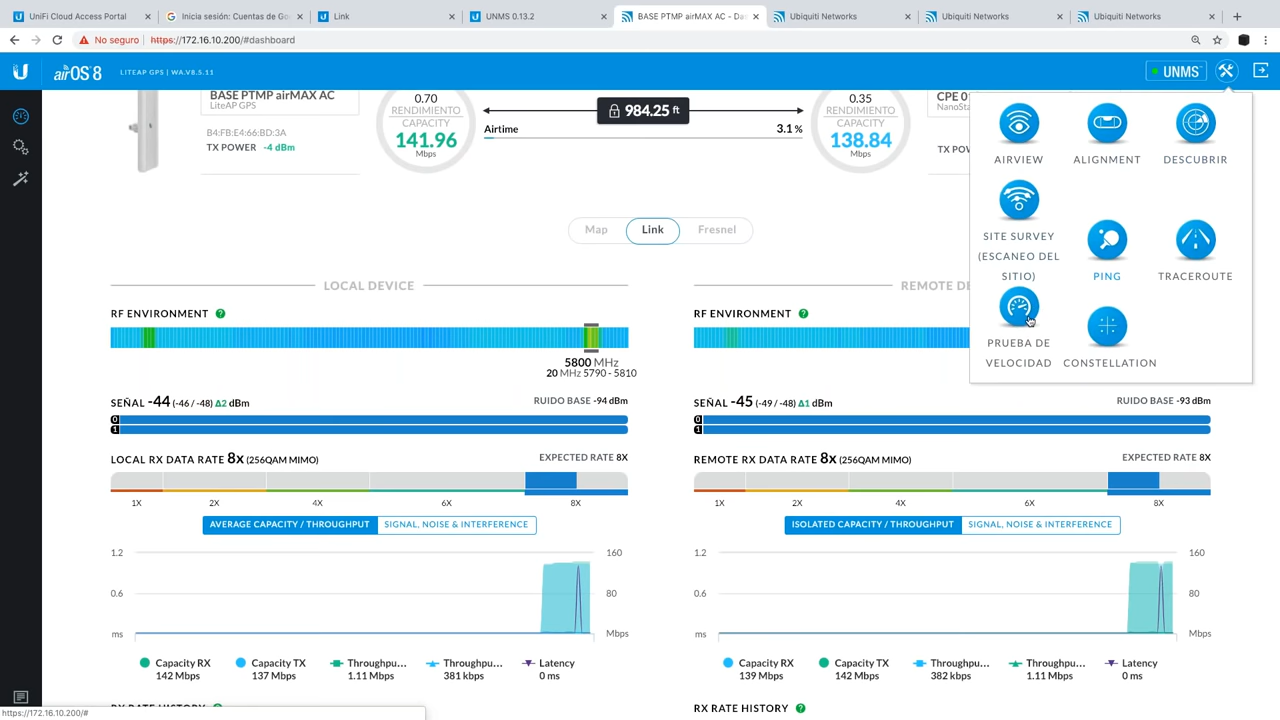 UniFi Cloud Access Portal
Inicia sesión: Cuentas de Go
Link
UNMS 0.13.2
BASE PTMP airMAX AC - Da
Ubiquiti Networks
Ubiquiti Networks
Ubiquiti Networks
No seguro
https://172.16.10.200/#dashboard
airOS 8
LITEAP GPS | WA.V8.5.11
UNMS
BASE PTMP airMAX AC
LiteAP GPS
B4:FB:E4:66:BD:3A
TX POWER -4 dBm
0.70
RENDIMIENTO
CAPACITY
141.96
Mbps
984.25 ft
Airtime
3.1 %
0.35
RENDIMIENTO
CAPACITY
138.84
Mbps
CPE 0
NanoSta
TX POW
AIRVIEW
ALIGNMENT
DESCUBRIR
SITE SURVEY
(ESCANEO DEL
SITIO)
PING
TRACEROUTE
PRUEBA DE
VELOCIDAD
CONSTELLATION
Map
Link
Fresnel
LOCAL DEVICE
REMOTE DE
RF ENVIRONMENT
5800 MHz
20 MHz 5790 - 5810
RF ENVIRONMENT
SEÑAL -44 (-46 / -48) Δ2 dBm
RUIDO BASE -94 dBm
0
1
SEÑAL -45 (-49 / -48) Δ1 dBm
RUIDO BASE -93 dBm
0
1
LOCAL RX DATA RATE 8x (256QAM MIMO)
EXPECTED RATE 8X
1X 2X 4X 6X 8X
REMOTE RX DATA RATE 8x (256QAM MIMO)
EXPECTED RATE 8X
1X 2X 4X 6X 8X
AVERAGE CAPACITY / THROUGHPUT
SIGNAL, NOISE & INTERFERENCE
ISOLATED CAPACITY / THROUGHPUT
SIGNAL, NOISE & INTERFERENCE
1.2
160
0.6
80
ms
Mbps
1.2
160
0.6
80
ms
Mbps
Capacity RX
142 Mbps
Capacity TX
137 Mbps
Throughpu...
1.11 Mbps
Throughpu...
381 kbps
Latency
0 ms
Capacity RX
139 Mbps
Capacity TX
142 Mbps
Throughpu...
382 kbps
Throughpu...
1.11 Mbps
Latency
0 ms
RX RATE HISTORY
RX RATE HISTORY
https://172.16.10.200/#